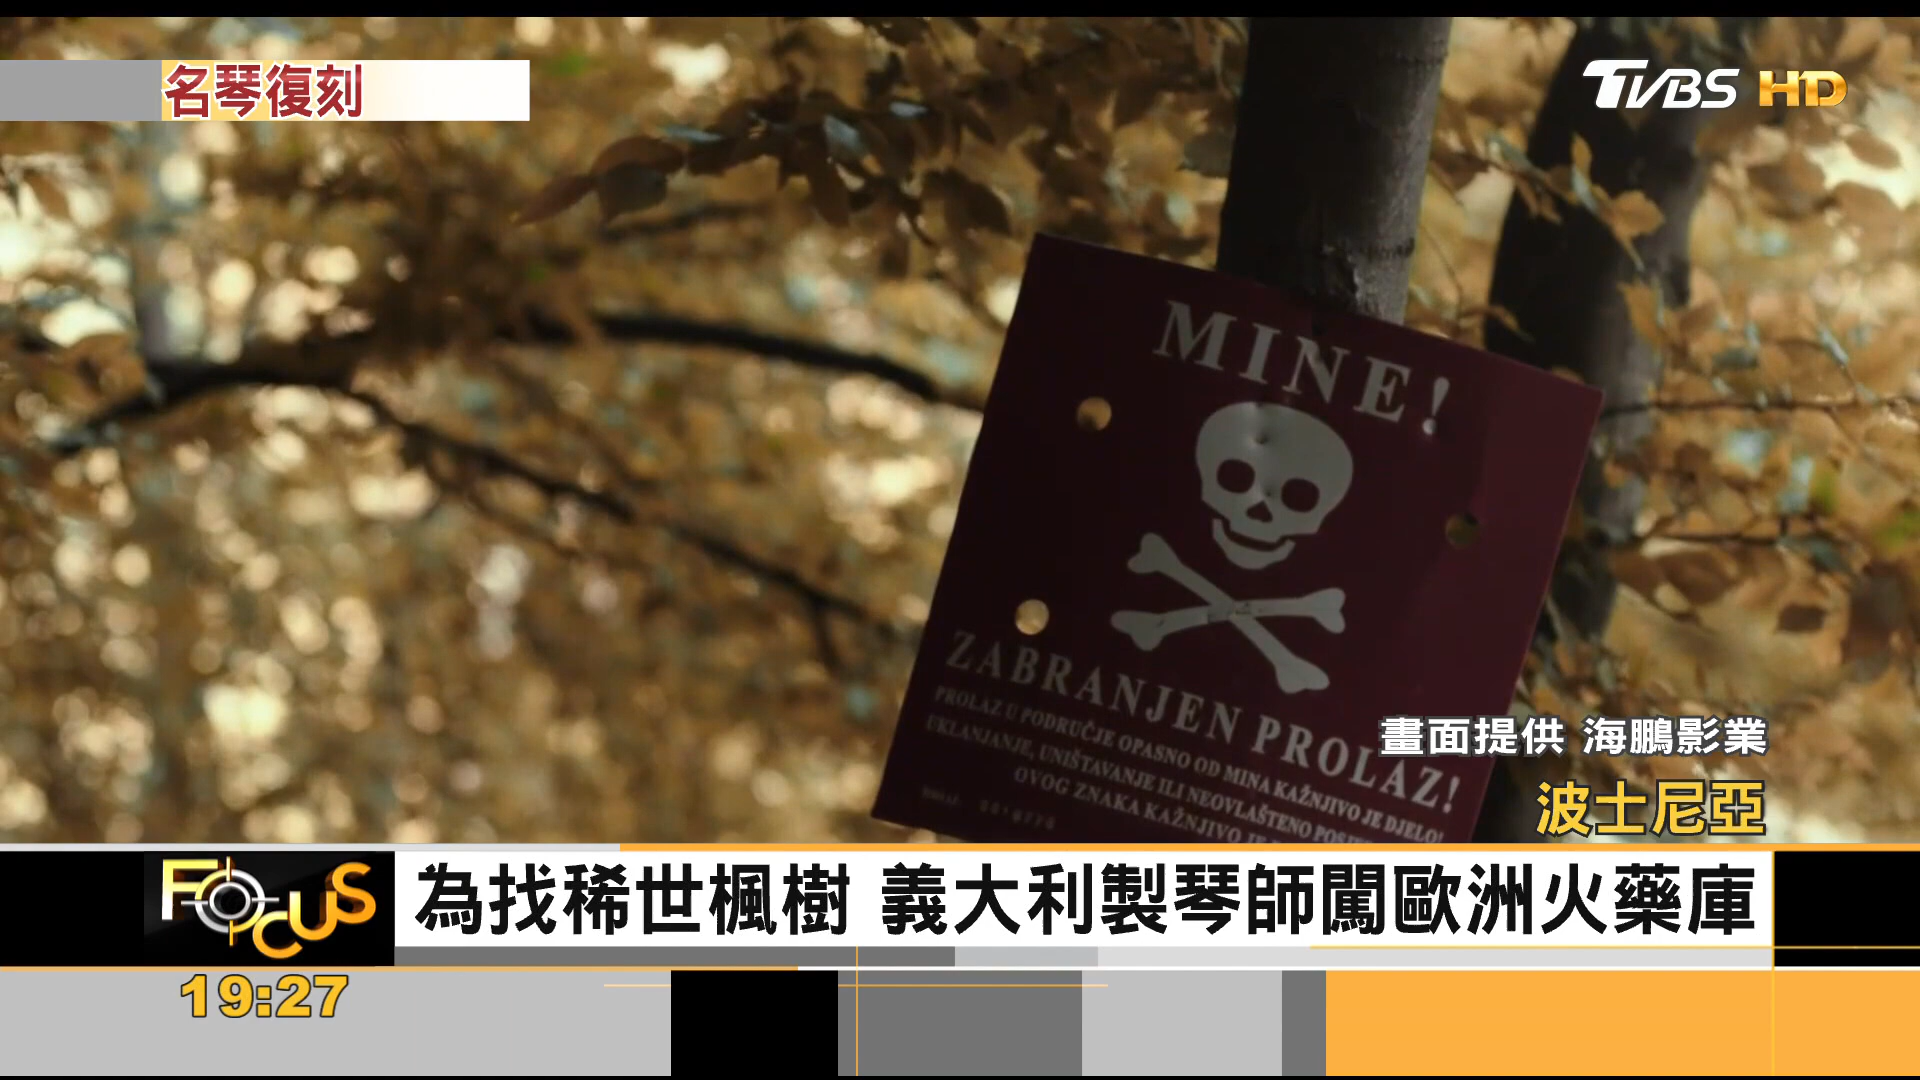 名琴復刻
TVBS HD
MINE!
ZABRANJEN PROLAZ!
PROLAZ U PODRUČJE OPASNO OD MINA KAŽNJIVO JE DJELO!
UKLANJANJE, UNIŠTAVANJE ILI NEOVLAŠTENO
OVOG ZNAKA KAŽNJIVO
畫面提供 海鵬影業
波士尼亞
FOCUS
為找稀世楓樹 義大利製琴師闖歐洲火藥庫
19:27